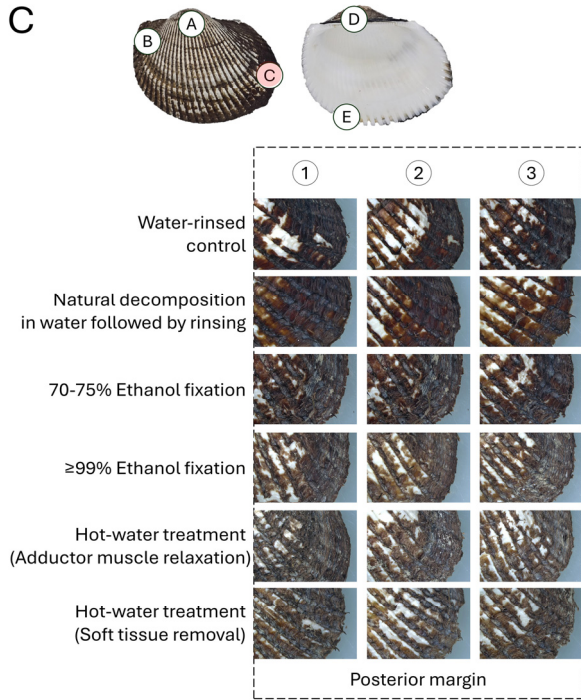 C
A
B
C
D
E
1
2
3
Water-rinsed
control
Natural decomposition
in water followed by rinsing
70-75% Ethanol fixation
≥99% Ethanol fixation
Hot-water treatment
(Adductor muscle relaxation)
Hot-water treatment
(Soft tissue removal)
Posterior margin